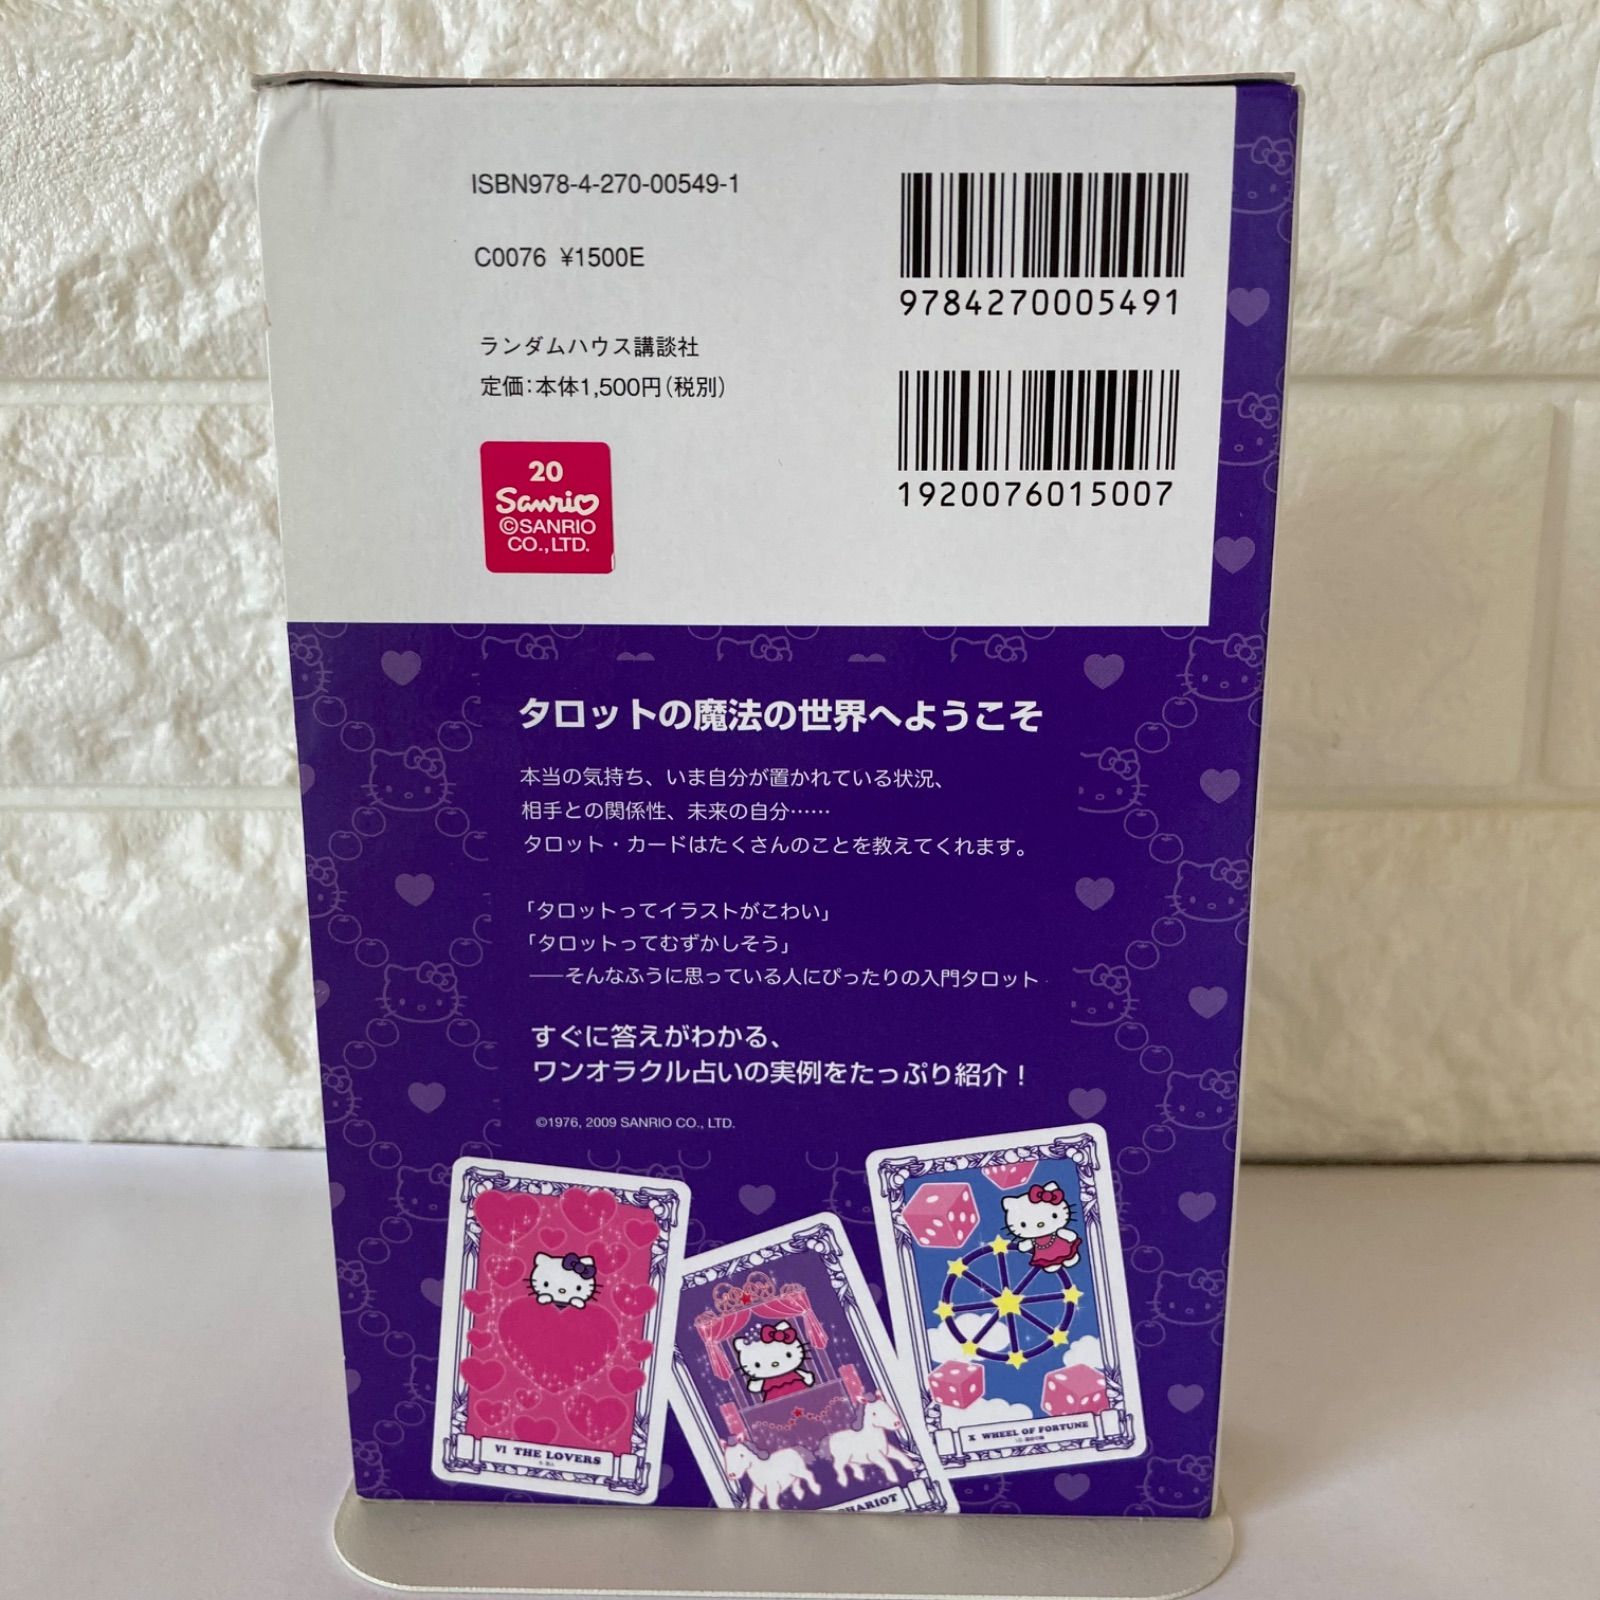 ISBN978-4-270-00549-1
C0076 ¥1500E
ランダムハウス講談社
定価:本体1,500円(税別)
9784270005491
1920076015007
20
Sanrio
©SANRIO
CO.,LTD.
タロットの魔法の世界へようこそ
本当の気持ち、いま自分が置かれている状況、
相手との関係性、未来の自分……
タロット・カードはたくさんのことを教えてくれます。
「タロットってイラストがこわい」
「タロットってむずかしそう」
——そんなふうに思っている人にぴったりの入門タロット
すぐに答えがわかる、
ワンオラクル占いの実例をたっぷり紹介！
©1976, 2009 SANRIO CO., LTD.
VI THE LOVERS
CHARIOT
X WHEEL OF FORTUNE